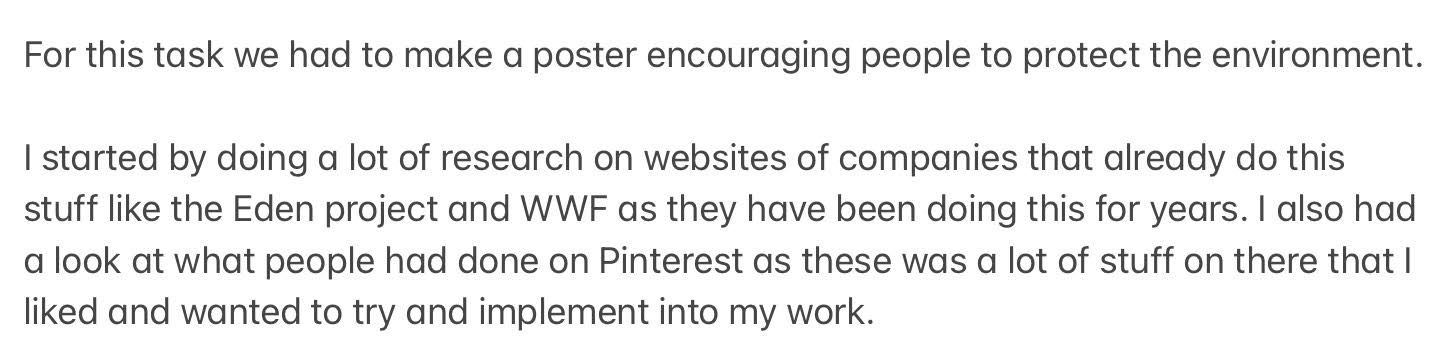 For this task we had to make a poster encouraging people to protect the environment.
I started by doing a lot of research on websites of companies that already do this
stuff like the Eden project and WWF as they have been doing this for years. I also had
a look at what people had done on Pinterest as these was a lot of stuff on there that I
liked and wanted to try and implement into my work.